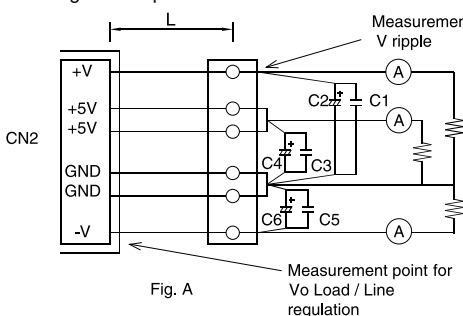 L
Measuremen
V ripple
+V
A
C2
+
C1
+5V
A
+5V
CN2
+
C4
C3
GND
GND
+
C6
C5
-V
A
Fig. A
Measurement point for
Vo Load / Line
regulation